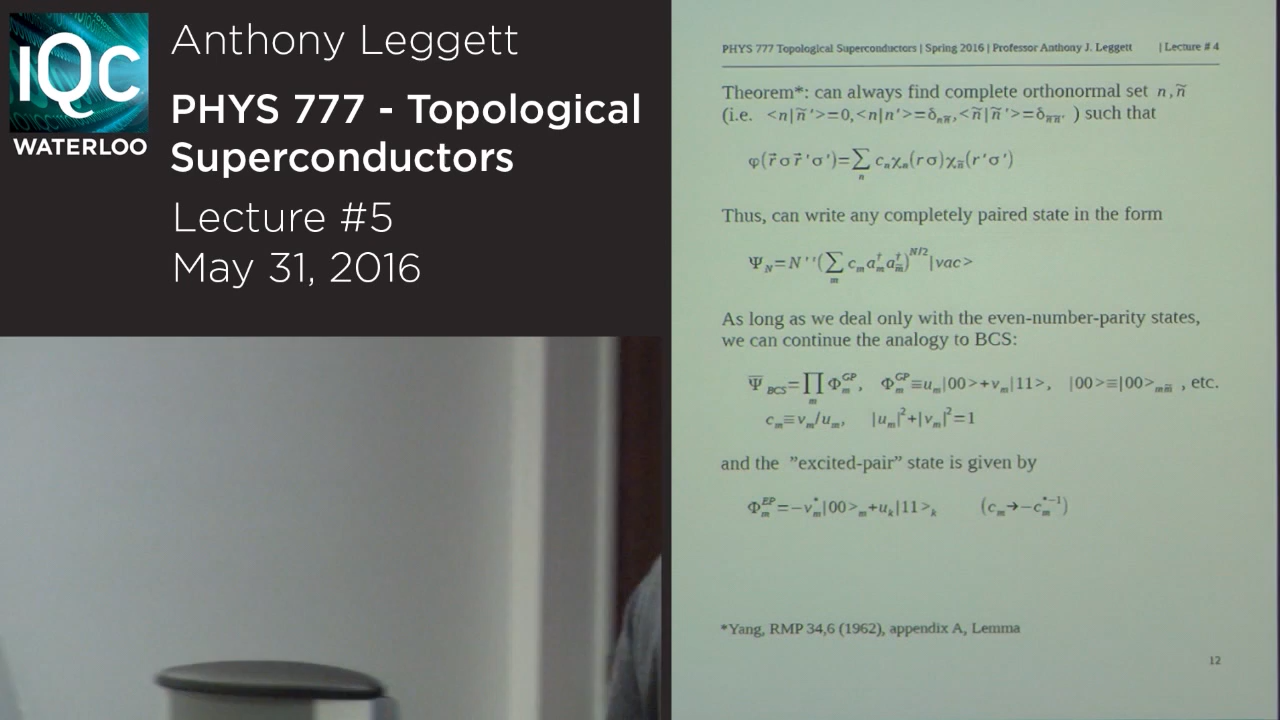 IQC
WATERLOO
Anthony Leggett
PHYS 777 - Topological
Superconductors
Lecture #5
May 31, 2016
PHYS 777 Topological Superconductors | Spring 2016 | Professor Anthony J. Leggett | Lecture # 4
Theorem*: can always find complete orthonormal set n, ñ
(i.e. <n|ñ'>=0, <n|n'>=δ_{nn'}, <ñ|ñ'>=δ_{nn'} ) such that
φ(r⃗ σ r⃗ 'σ')=∑_n c_n χ_n(rσ)χ_ñ(r'σ')
Thus, can write any completely paired state in the form
Ψ_N=N''(∑_m c_m a†_m a†_m̄)^{N/2}|vac>
As long as we deal only with the even-number-parity states,
we can continue the analogy to BCS:
Ψ̄_BCS=∏_m Φ_m^GP, Φ_m^GP≡u_m|00>+v_m|11>, |00>≡|00>_{mm̄} , etc.
c_m≡v_m/u_m, |u_m|²+|v_m|²=1
and the ”excited-pair” state is given by
Φ_m^EP=−v_m^*|00>_m+u_k|11>_k (c_m→−c_m^{*−1})
*Yang, RMP 34,6 (1962), appendix A, Lemma
12